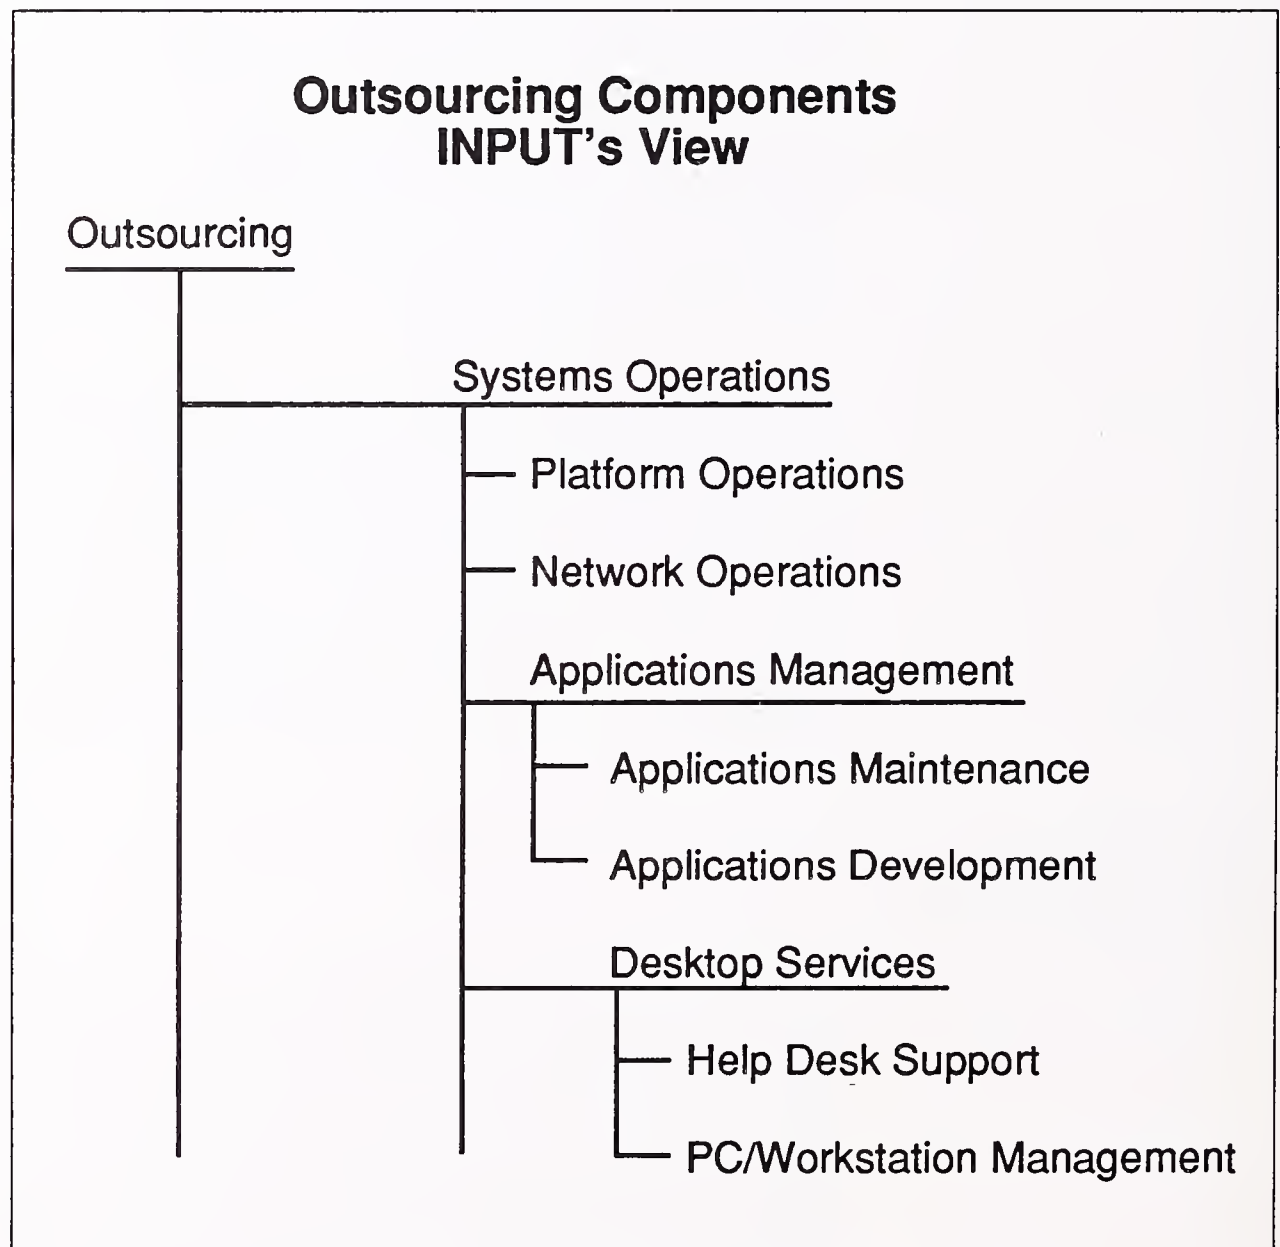 Outsourcing Components
INPUT's View
Outsourcing
Systems Operations
Platform Operations
Network Operations
Applications Management
Applications Maintenance
Applications Development
Desktop Services
Help Desk Support
PC/Workstation Management